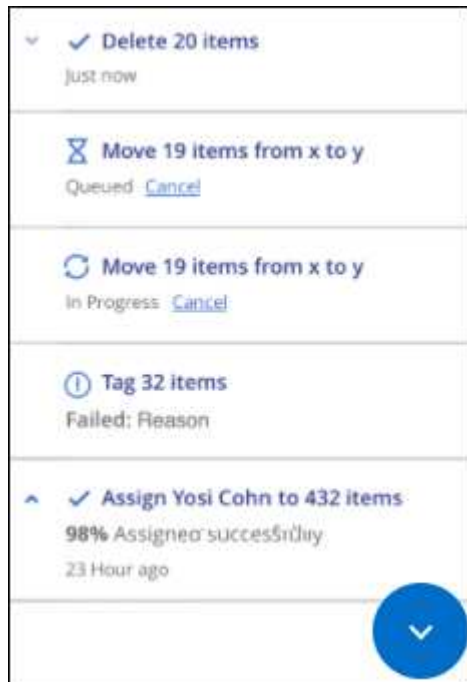 Delete 20 items
Just now
Move 19 items from x to y
Queued Cancel
Move 19 items from x to y
In Progress Cancel
Tag 32 items
Failed: Reason
Assign Yosi Cohn to 432 items
98% Assigned
23 Hour ago